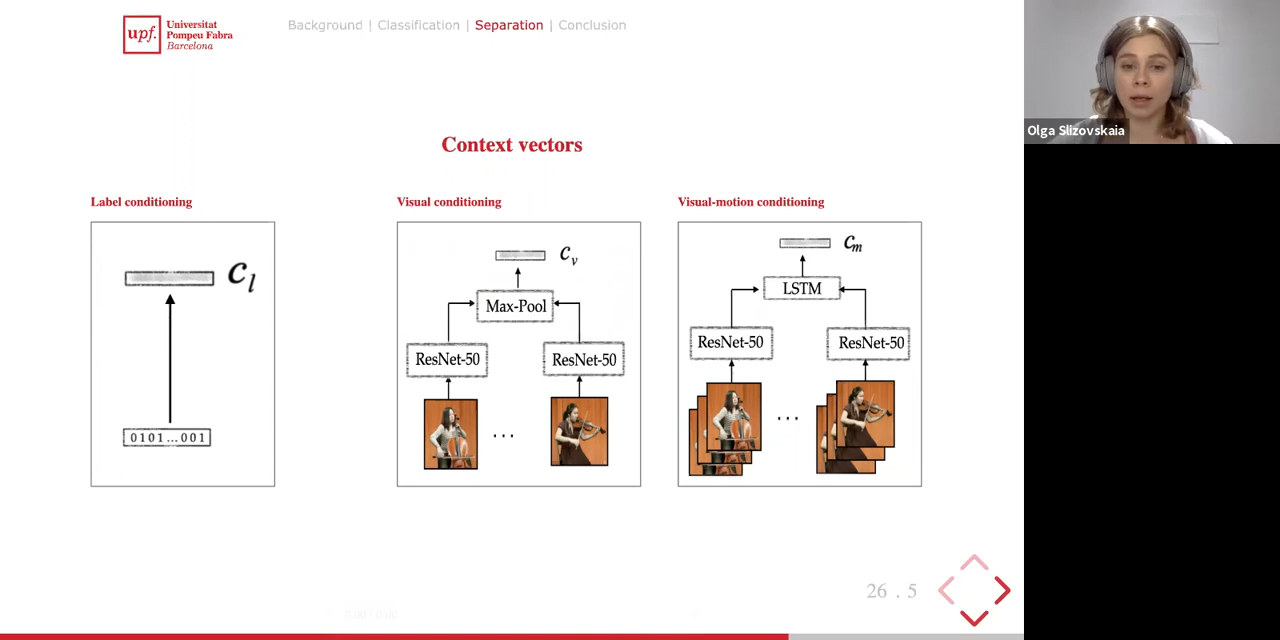 upf.
Universitat
Pompeu Fabra
Barcelona
Background | Classification | Separation | Conclusion
Olga Slizovskaia
Context vectors
Label conditioning
c_l
0101...001
Visual conditioning
c_v
Max-Pool
ResNet-50 ResNet-50
...
Visual-motion conditioning
c_m
LSTM
ResNet-50 ResNet-50
...
26 . 5